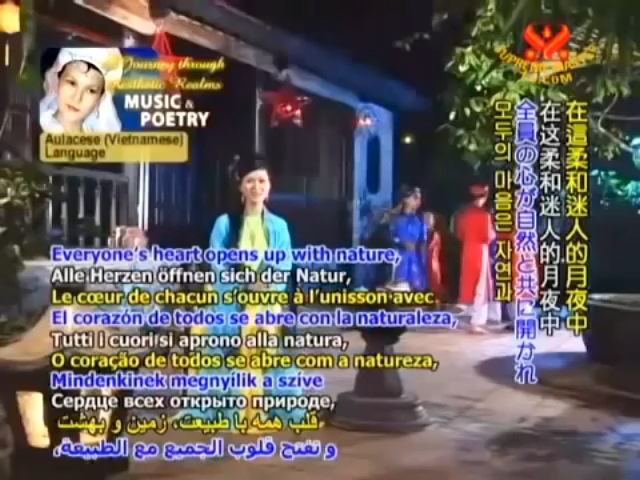 A Journey through
Aesthetic Realms
MUSIC &
POETRY
Aulacese (Vietnamese)
Language
SUPREME MASTER
TV.COM
Everyone's heart opens up with nature,
Alle Herzen öffnen sich der Natur,
Le cœur de chacun s'ouvre à l'unisson avec
El corazón de todos se abre con la naturaleza,
Tutti i cuori si aprono alla natura,
O coração de todos se abre com a natureza,
Mindenkinek megnyílik a szíve
Сердце всех открыто природе,
قلب همه با طبیعت، زمین و بهشت
و تفتح قلوب الجميع مع الطبيعة،
在這柔和迷人的月夜中
在这柔和迷人的月夜中
全員の心が自然と共に開かれ
모두의 마음은 자연과